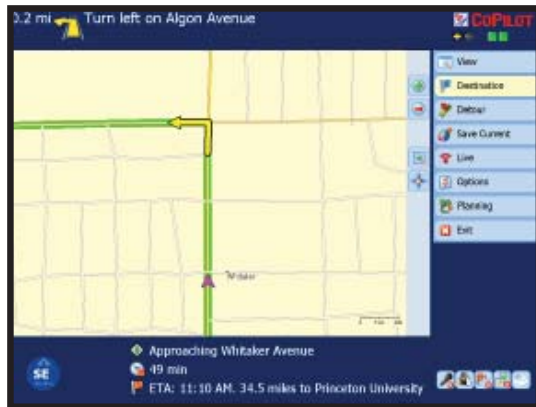 0.2 mi Turn left on Algon Avenue
CoPilot
View
Destination
Detour
Save Current
Live
Options
Planning
Exit
Whitaker
Approaching Whitaker Avenue
49 min
ETA: 11:10 AM. 34.5 miles to Princeton University
SE